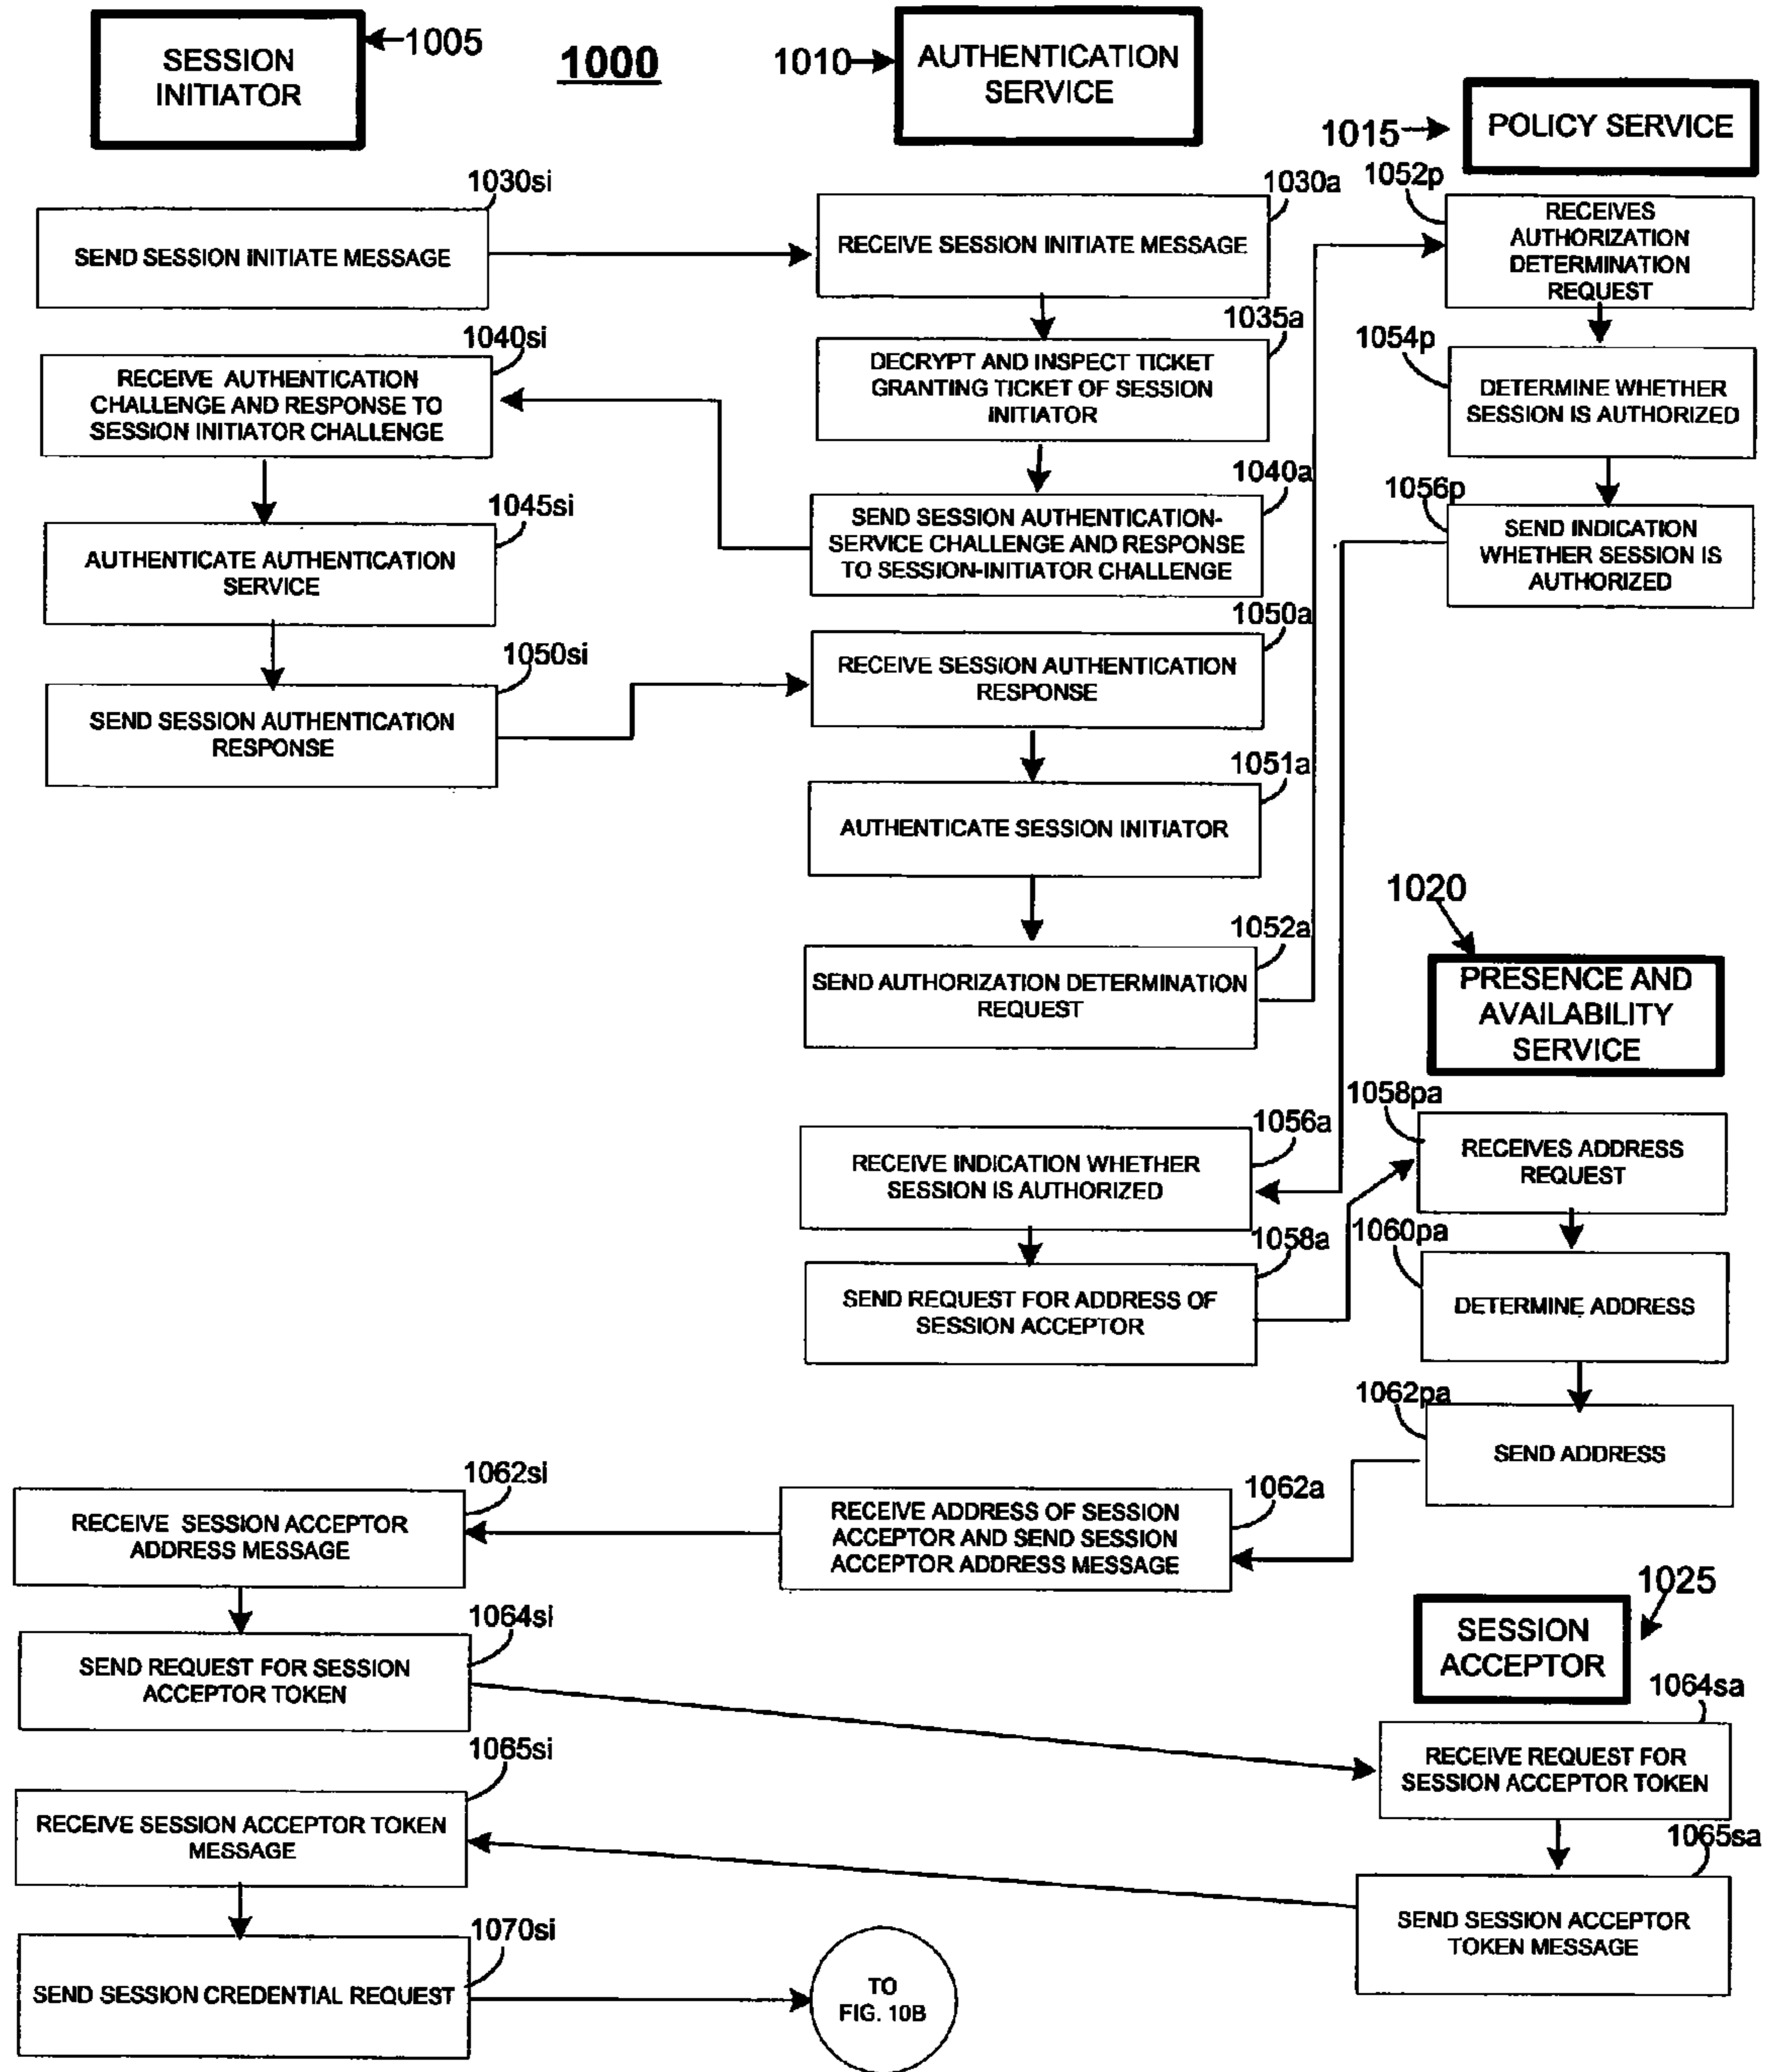 SESSION
INITIATOR
1005
1000
1010
AUTHENTICATION
SERVICE
1015
POLICY SERVICE
1030si
SEND SESSION INITIATE MESSAGE
1030a
RECEIVE SESSION INITIATE MESSAGE
1052p
RECEIVES
AUTHORIZATION
DETERMINATION
REQUEST
1035a
DECRYPT AND INSPECT TICKET
GRANTING TICKET OF SESSION
INITIATOR
1040si
RECEIVE AUTHENTICATION
CHALLENGE AND RESPONSE TO
SESSION INITIATOR CHALLENGE
1054p
DETERMINE WHETHER
SESSION IS AUTHORIZED
1040a
SEND SESSION AUTHENTICATION-
SERVICE CHALLENGE AND RESPONSE
TO SESSION-INITIATOR CHALLENGE
1056p
SEND INDICATION
WHETHER SESSION IS
AUTHORIZED
1045si
AUTHENTICATE AUTHENTICATION
SERVICE
1050a
RECEIVE SESSION AUTHENTICATION
RESPONSE
1050si
SEND SESSION AUTHENTICATION
RESPONSE
1051a
AUTHENTICATE SESSION INITIATOR
1052a
SEND AUTHORIZATION DETERMINATION
REQUEST
1020
PRESENCE AND
AVAILABILITY
SERVICE
1056a
RECEIVE INDICATION WHETHER
SESSION IS AUTHORIZED
1058pa
RECEIVES ADDRESS
REQUEST
1058a
SEND REQUEST FOR ADDRESS OF
SESSION ACCEPTOR
1060pa
DETERMINE ADDRESS
1062pa
SEND ADDRESS
1062si
RECEIVE SESSION ACCEPTOR
ADDRESS MESSAGE
1062a
RECEIVE ADDRESS OF SESSION
ACCEPTOR AND SEND SESSION
ACCEPTOR ADDRESS MESSAGE
1025
SESSION
ACCEPTOR
1064si
SEND REQUEST FOR SESSION
ACCEPTOR TOKEN
1064sa
RECEIVE REQUEST FOR
SESSION ACCEPTOR TOKEN
1065si
RECEIVE SESSION ACCEPTOR TOKEN
MESSAGE
1065sa
SEND SESSION ACCEPTOR
TOKEN MESSAGE
1070si
SEND SESSION CREDENTIAL REQUEST
TO
FIG. 10B